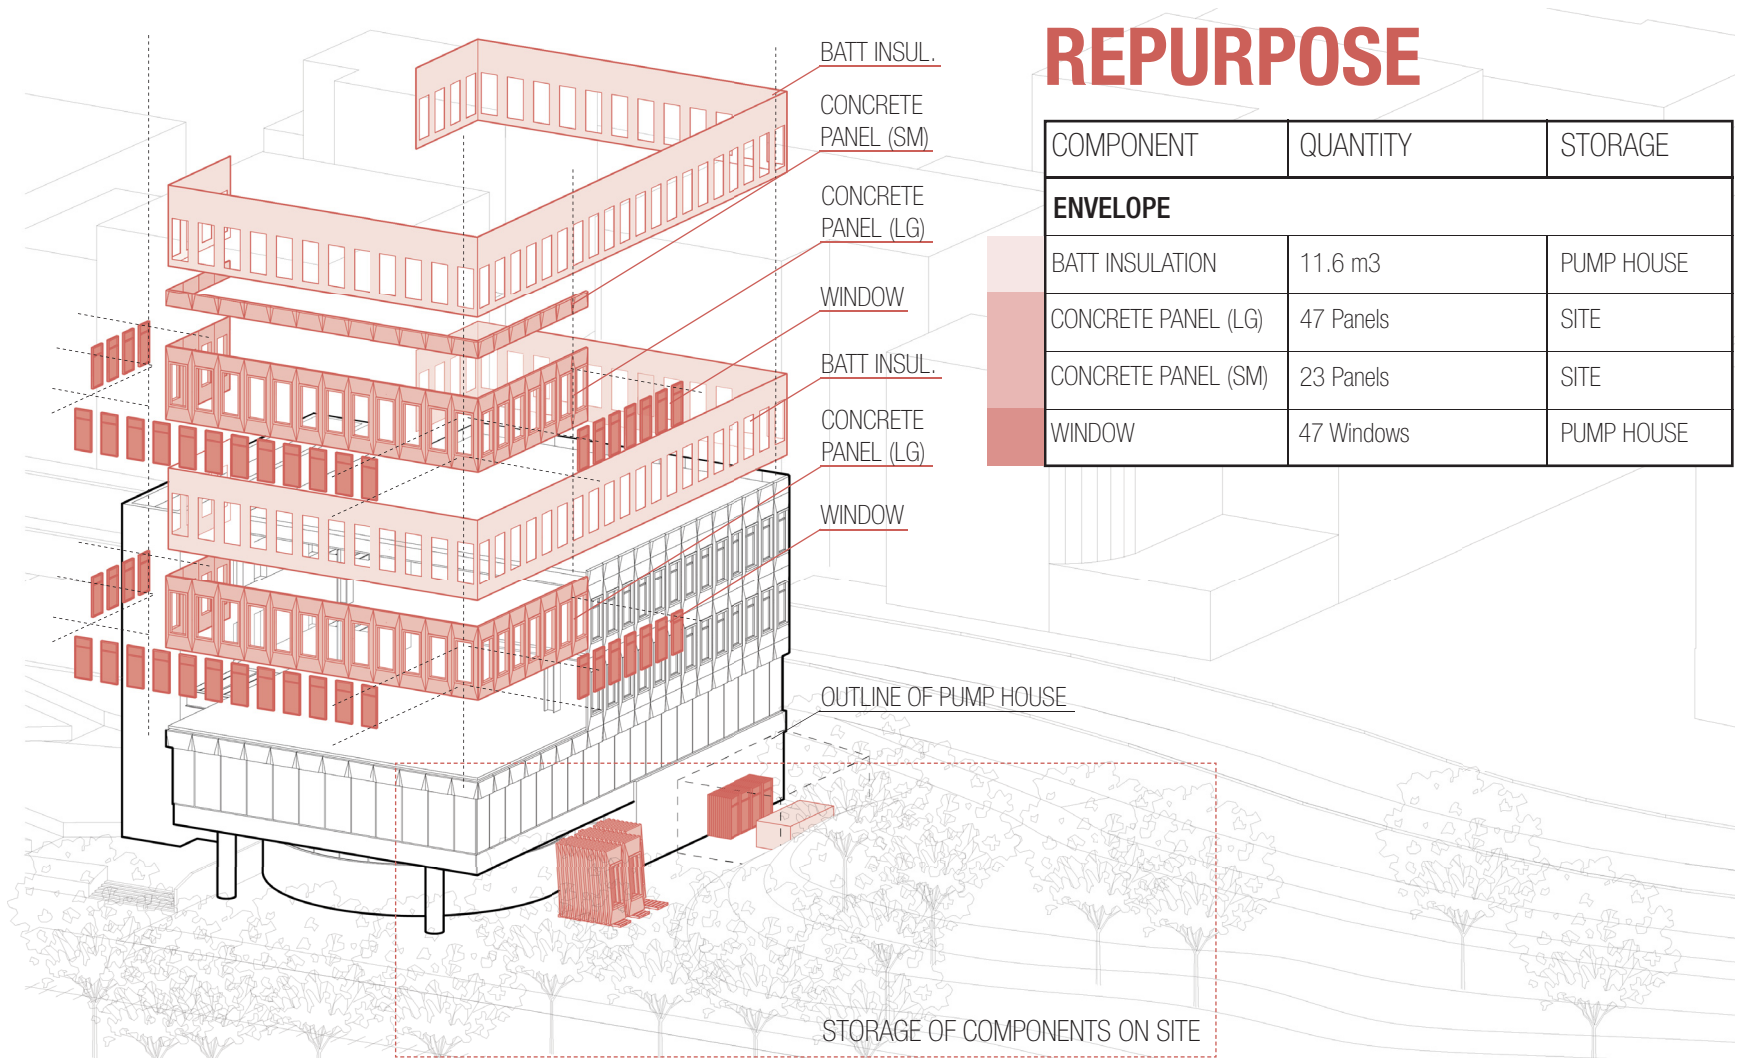 REPURPOSE
BATT INSUL.
CONCRETE
PANEL (SM)
CONCRETE
PANEL (LG)
WINDOW
BATT INSUL.
CONCRETE
PANEL (LG)
WINDOW
OUTLINE OF PUMP HOUSE
STORAGE OF COMPONENTS ON SITE
COMPONENT QUANTITY STORAGE
ENVELOPE
BATT INSULATION 11.6 m3 PUMP HOUSE
CONCRETE PANEL (LG) 47 Panels SITE
CONCRETE PANEL (SM) 23 Panels SITE
WINDOW 47 Windows PUMP HOUSE